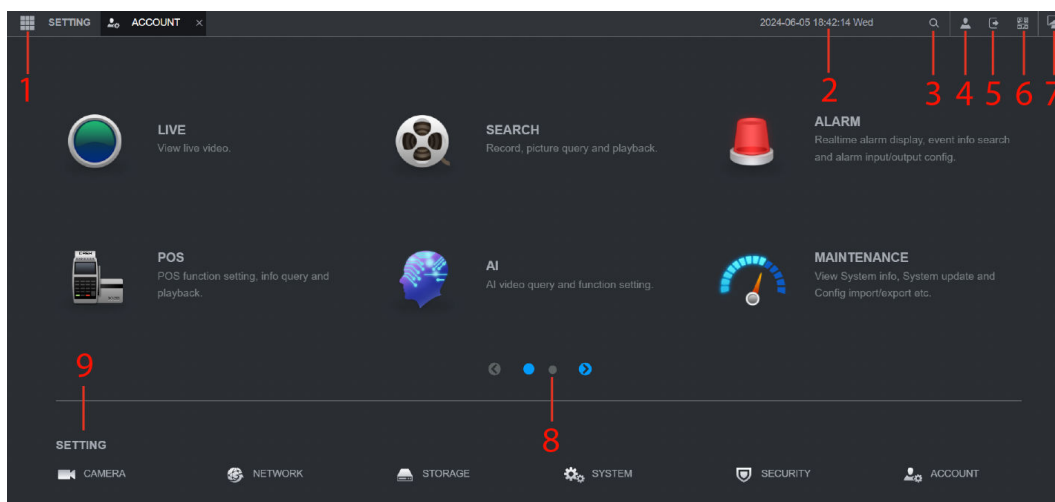 SETTING ACCOUNT × 2024-06-05 18:42:14 Wed
1 2 3 4 5 6 7
LIVE
View live video.
SEARCH
Record, picture query and playback.
ALARM
Realtime alarm display, event info search
and alarm input/output config.
POS
POS function setting, info query and
playback.
AI
AI video query and function setting.
MAINTENANCE
View System info, System update and
Config import/export etc.
9
8
SETTING
CAMERA NETWORK STORAGE SYSTEM SECURITY ACCOUNT